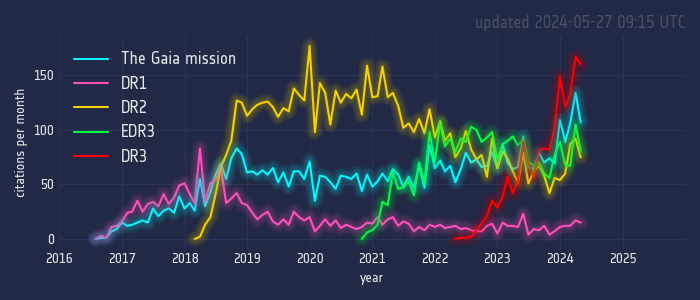 updated 2024-05-27 09:15 UTC
The Gaia mission
DR1
DR2
EDR3
DR3
citations per month
150
100
50
0
2016 2017 2018 2019 2020 2021 2022 2023 2024 2025
year